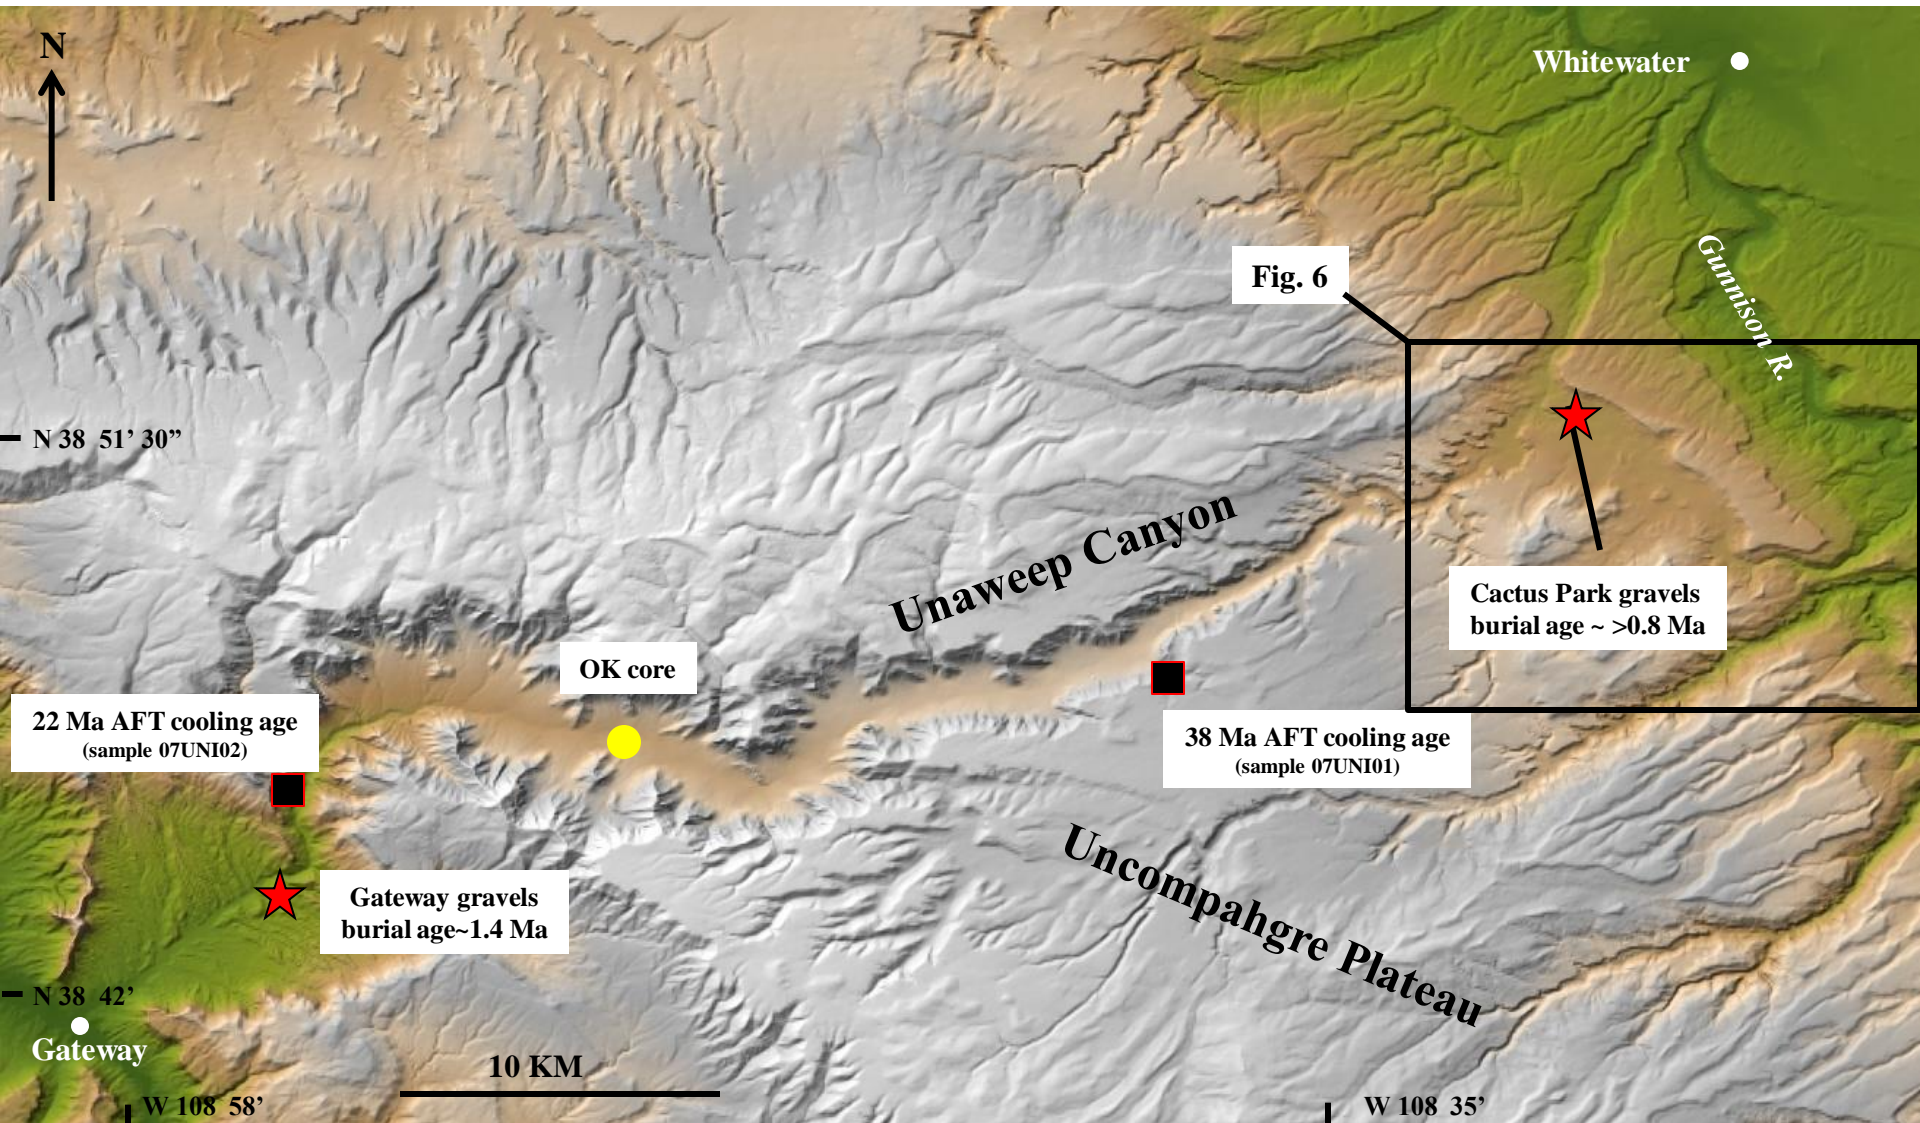 N
Whitewater
Gunnison R.
Fig. 6
N 38 51’ 30”
Unaweep Canyon
Cactus Park gravels
burial age ~ >0.8 Ma
OK core
22 Ma AFT cooling age
(sample 07UNI02)
38 Ma AFT cooling age
(sample 07UNI01)
Uncompahgre Plateau
Gateway gravels
burial age~1.4 Ma
N 38 42’
Gateway
10 KM
W 108 58’
W 108 35’